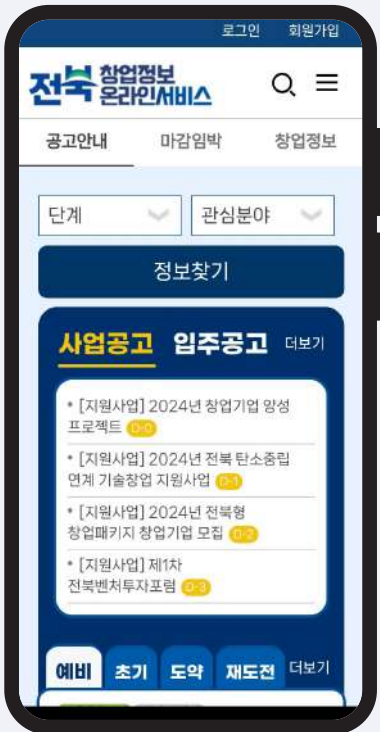 로그인 회원가입
전북 창업정보
온라인서비스
공고안내 마감임박 창업정보
단계 관심분야
정보찾기
사업공고 입주공고 더보기
* [지원사업] 2024년 창업기업 양성
프로젝트 D-0
* [지원사업] 2024년 전북 탄소중립
연계 기술창업 지원사업 D-1
* [지원사업] 2024년 전북형
창업패키지 창업기업 모집 D-2
* [지원사업] 제1차
전북벤처투자포럼 D-3
예비 초기 도약 재도전 더보기